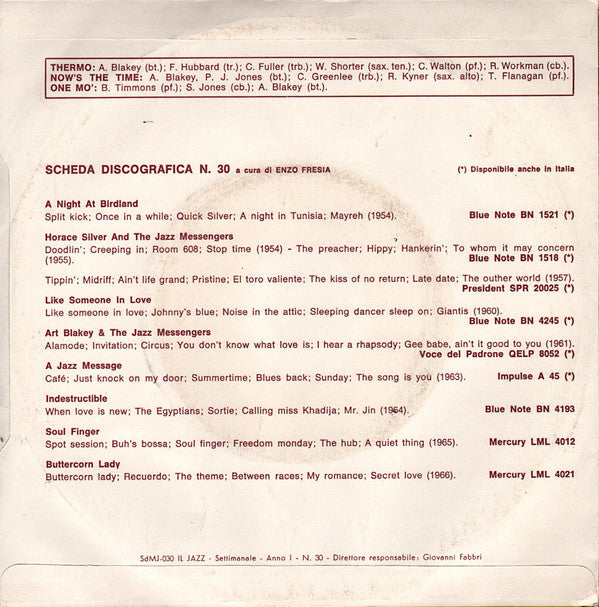 THERMO: A. Blakey (bt.); F. Hubbard (tr.); C. Fuller (trb.); W. Shorter (sax. ten.); C. Walton (pf.); R. Workman (cb.).
NOW'S THE TIME: A. Blakey, P. J. Jones (bt.); C. Greenlee (trb.); R. Kyner (sax. alto); T. Flanagan (pf.).
ONE MO': B. Timmons (pf.); S. Jones (cb.); A. Blakey (bt.).
SCHEDA DISCOGRAFICA N. 30 a cura di ENZO FRESIA (*) Disponibile anche in Italia
A Night At Birdland
Split kick; Once in a while; Quick Silver; A night in Tunisia; Mayreh (1954). Blue Note BN 1521 (*)
Horace Silver And The Jazz Messengers
Doodlin'; Creeping in; Room 608; Stop time (1954) - The preacher; Hippy; Hankerin'; To whom it may concern
(1955). Blue Note BN 1518 (*)
Tippin'; Midriff; Ain't life grand; Pristine; El toro valiente; The kiss of no return; Late date; The outher world (1957).
President SPR 20025 (*)
Like Someone In Love
Like someone in love; Johnny's blue; Noise in the attic; Sleeping dancer sleep on; Giantis (1960).
Blue Note BN 4245 (*)
Art Blakey & The Jazz Messengers
Alamode; Invitation; Circus; You don't know what love is; I hear a rhapsody; Gee babe, ain't it good to you (1961).
Voce del Padrone QELP 8052 (*)
A Jazz Message
Café; Just knock on my door; Summertime; Blues back; Sunday; The song is you (1963). Impulse A 45 (*)
Indestructible
When love is new; The Egyptians; Sortie; Calling miss Khadija; Mr. Jin (1964). Blue Note BN 4193
Soul Finger
Spot session; Buh's bossa; Soul finger; Freedom monday; The hub; A quiet thing (1965). Mercury LML 4012
Buttercorn Lady
Buttercorn lady; Recuerdo; The theme; Between races; My romance; Secret love (1966). Mercury LML 4021
SdMJ-030 IL JAZZ - Settimanale - Anno I - N. 30 - Direttore responsabile: Giovanni Fabbri